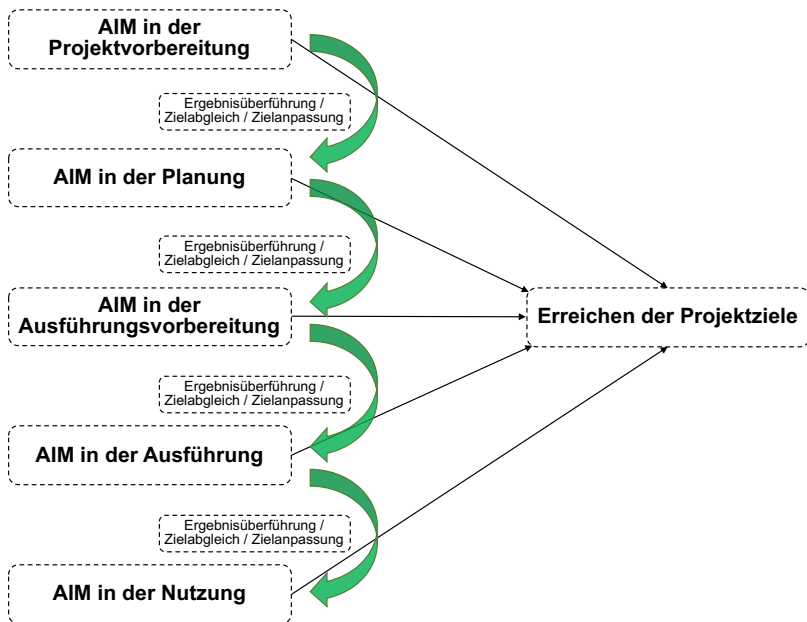 AIM in der
Projektvorbereitung
Ergebnisüberführung /
Zielabgleich / Zielanpassung
AIM in der Planung
Ergebnisüberführung /
Zielabgleich / Zielanpassung
AIM in der
Ausführungsvorbereitung
Erreichen der Projektziele
Ergebnisüberführung /
Zielabgleich / Zielanpassung
AIM in der Ausführung
Ergebnisüberführung /
Zielabgleich / Zielanpassung
AIM in der Nutzung